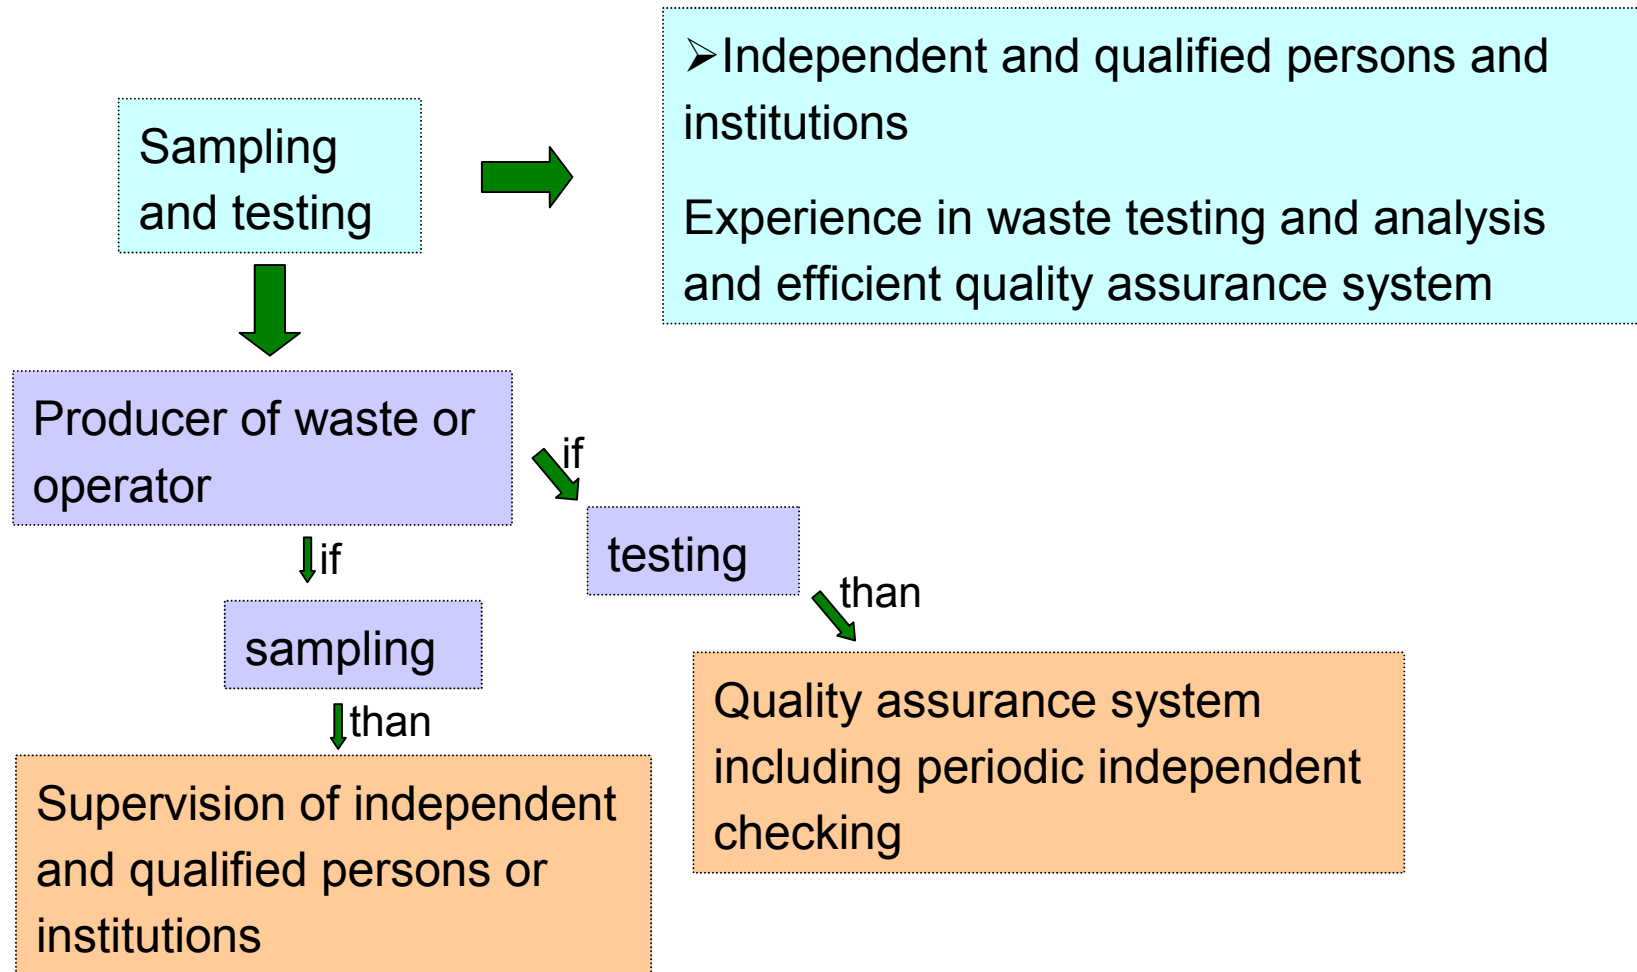 Sampling
and testing
➢Independent and qualified persons and
institutions
Experience in waste testing and analysis
and efficient quality assurance system
Producer of waste or
operator
if
testing
than
Quality assurance system
including periodic independent
checking
if
sampling
than
Supervision of independent
and qualified persons or
institutions